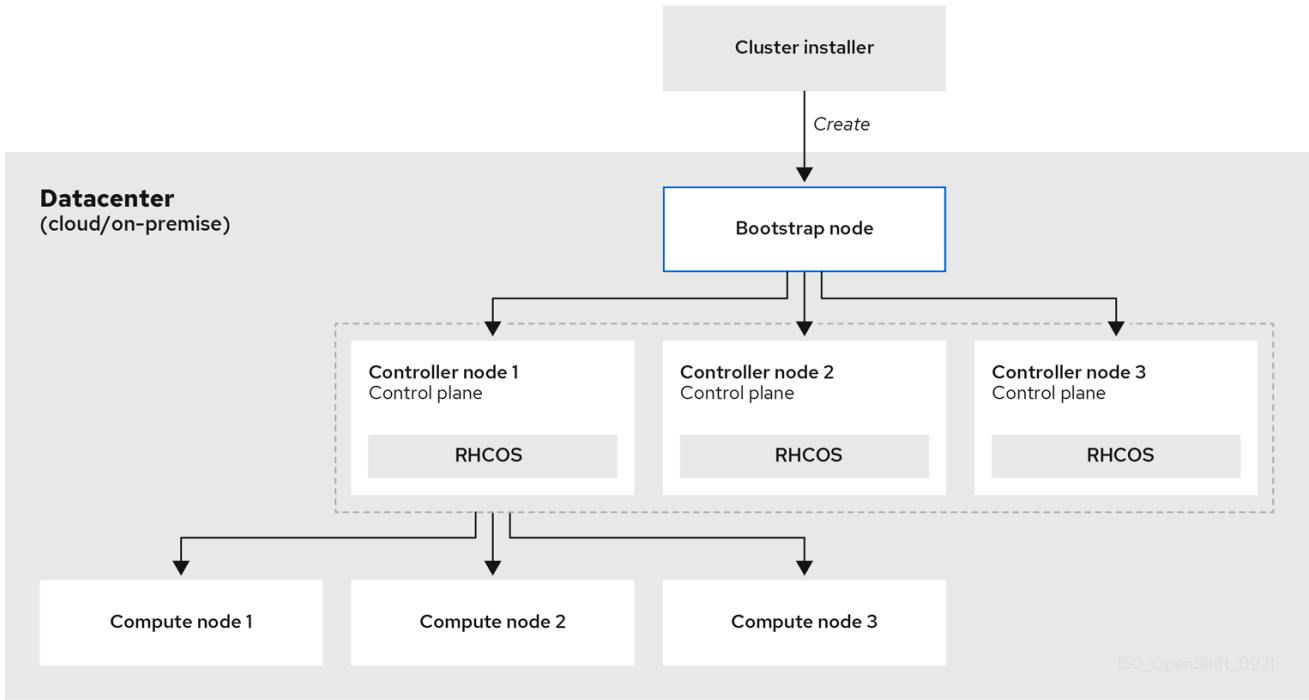 Cluster installer
Create
Datacenter
(cloud/on-premise)
Bootstrap node
Controller node 1
Control plane
RHCOS
Controller node 2
Control plane
RHCOS
Controller node 3
Control plane
RHCOS
Compute node 1
Compute node 2
Compute node 3
150_OpenShift_0921